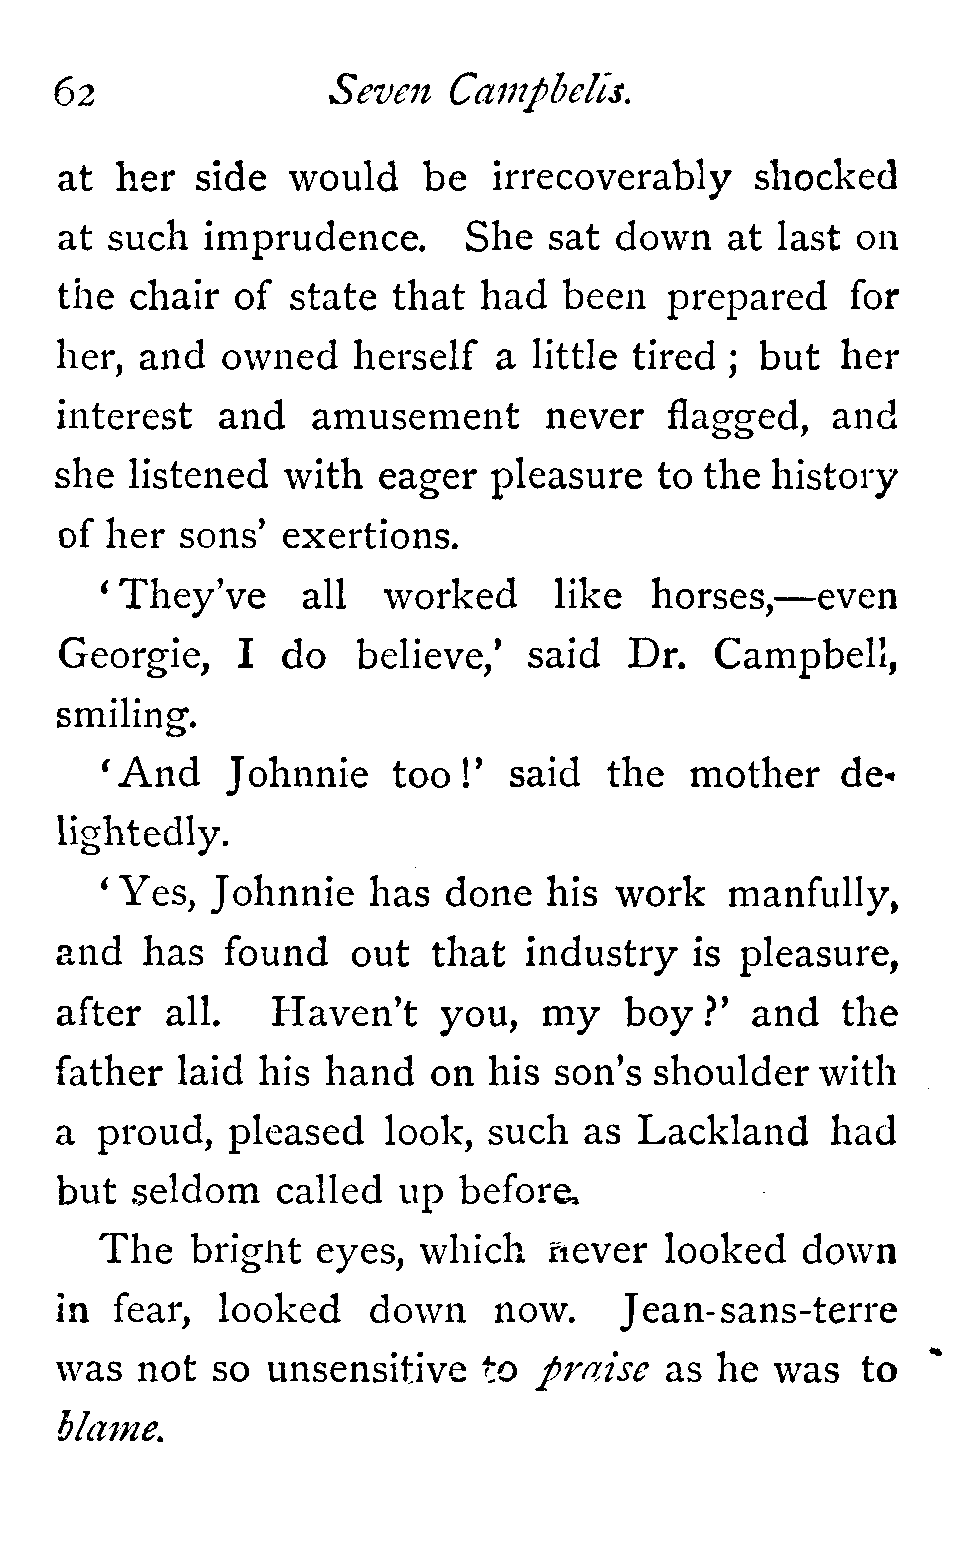 62 Seven Campbells.
at her side would be irrecoverably shocked
at such imprudence. She sat down at last on
the chair of state that had been prepared for
her, and owned herself a little tired ; but her
interest and amusement never flagged, and
she listened with eager pleasure to the history
of her sons' exertions.
‘They've all worked like horses,—even
Georgie, I do believe,’ said Dr. Campbell,
smiling.
‘And Johnnie too !’ said the mother de-
lightedly.
‘Yes, Johnnie has done his work manfully,
and has found out that industry is pleasure,
after all. Haven't you, my boy ?’ and the
father laid his hand on his son's shoulder with
a proud, pleased look, such as Lackland had
but seldom called up before.
The bright eyes, which never looked down
in fear, looked down now. Jean-sans-terre
was not so unsensitive to praise as he was to
blame.